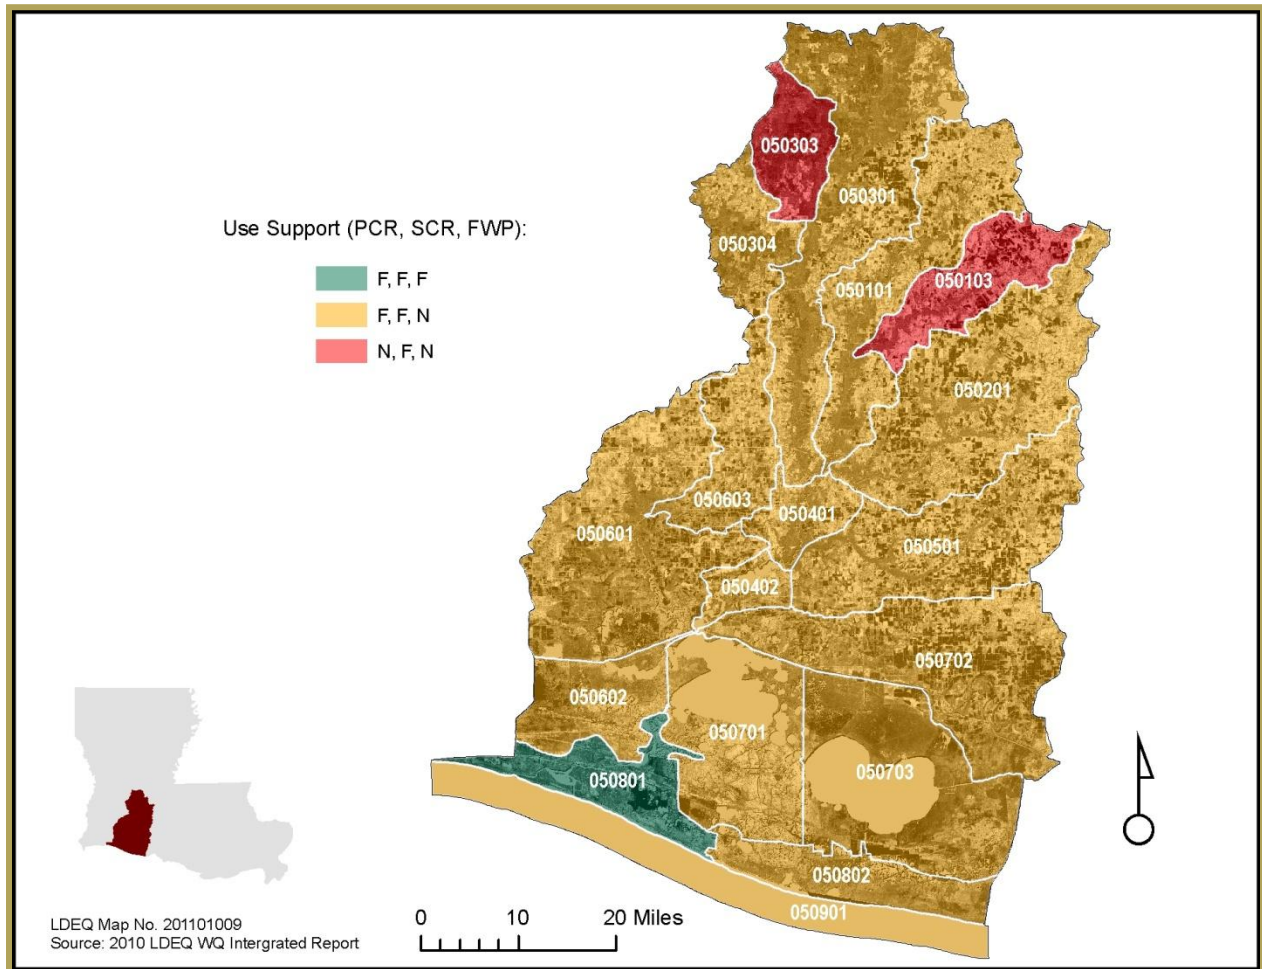 050303
050301
050304
Use Support (PCR, SCR, FWP):
F, F, F
F, F, N
N, F, N
050101
050103
050201
050603
050401
050601
050501
050402
050702
050602
050701
050703
050801
050802
050901
0 10 20 Miles
LDEQ Map No. 201101009
Source: 2010 LDEQ WQ Intergrated Report